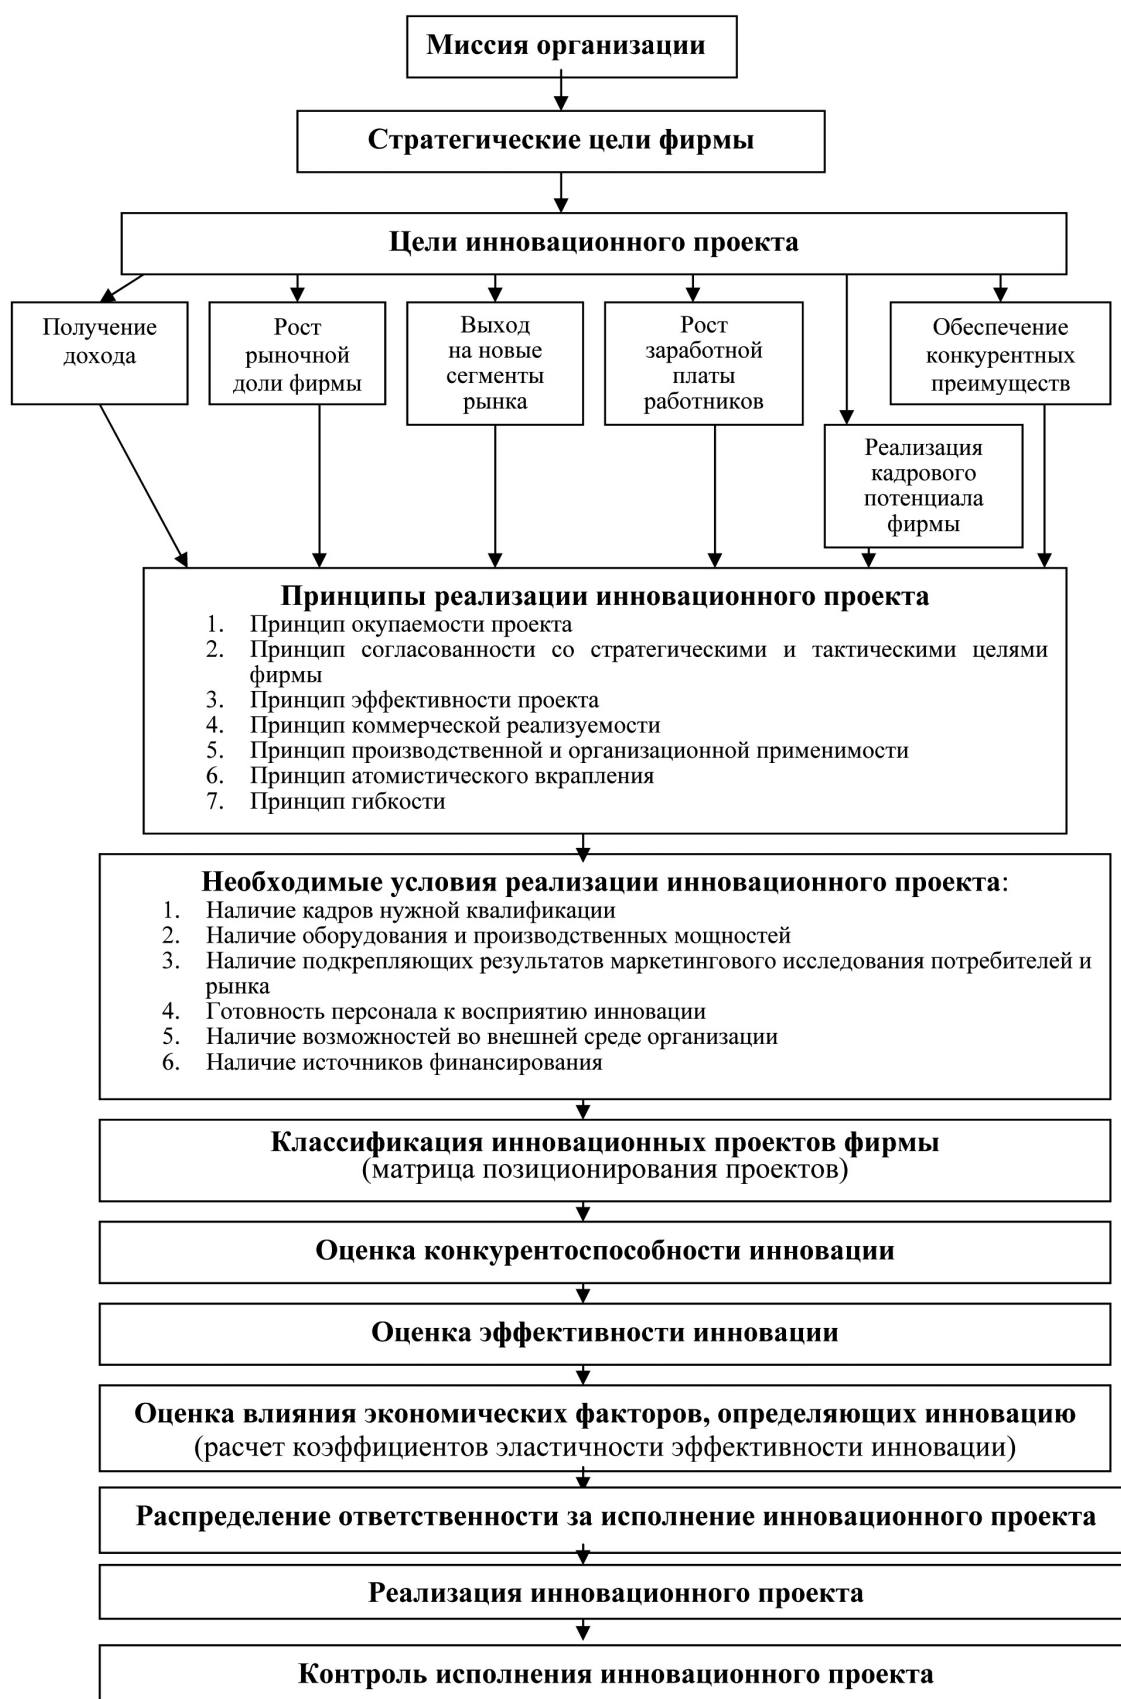 Миссия организации
Стратегические цели фирмы
Цели инновационного проекта
Получение
дохода
Рост
рыночной
доли фирмы
Выход
на новые
сегменты
рынка
Рост
заработной
платы
работников
Обеспечение
конкурентных
преимуществ
Реализация
кадрового
потенциала
фирмы
Принципы реализации инновационного проекта
1. Принцип окупаемости проекта
2. Принцип согласованности со стратегическими и тактическими целями
фирмы
3. Принцип эффективности проекта
4. Принцип коммерческой реализуемости
5. Принцип производственной и организационной применимости
6. Принцип атомистического вкрапления
7. Принцип гибкости
Необходимые условия реализации инновационного проекта:
1. Наличие кадров нужной квалификации
2. Наличие оборудования и производственных мощностей
3. Наличие подкрепляющих результатов маркетингового исследования потребителей и
рынка
4. Готовность персонала к восприятию инновации
5. Наличие возможностей во внешней среде организации
6. Наличие источников финансирования
Классификация инновационных проектов фирмы
(матрица позиционирования проектов)
Оценка конкурентоспособности инновации
Оценка эффективности инновации
Оценка влияния экономических факторов, определяющих инновацию
(расчет коэффициентов эластичности эффективности инновации)
Распределение ответственности за исполнение инновационного проекта
Реализация инновационного проекта
Контроль исполнения инновационного проекта